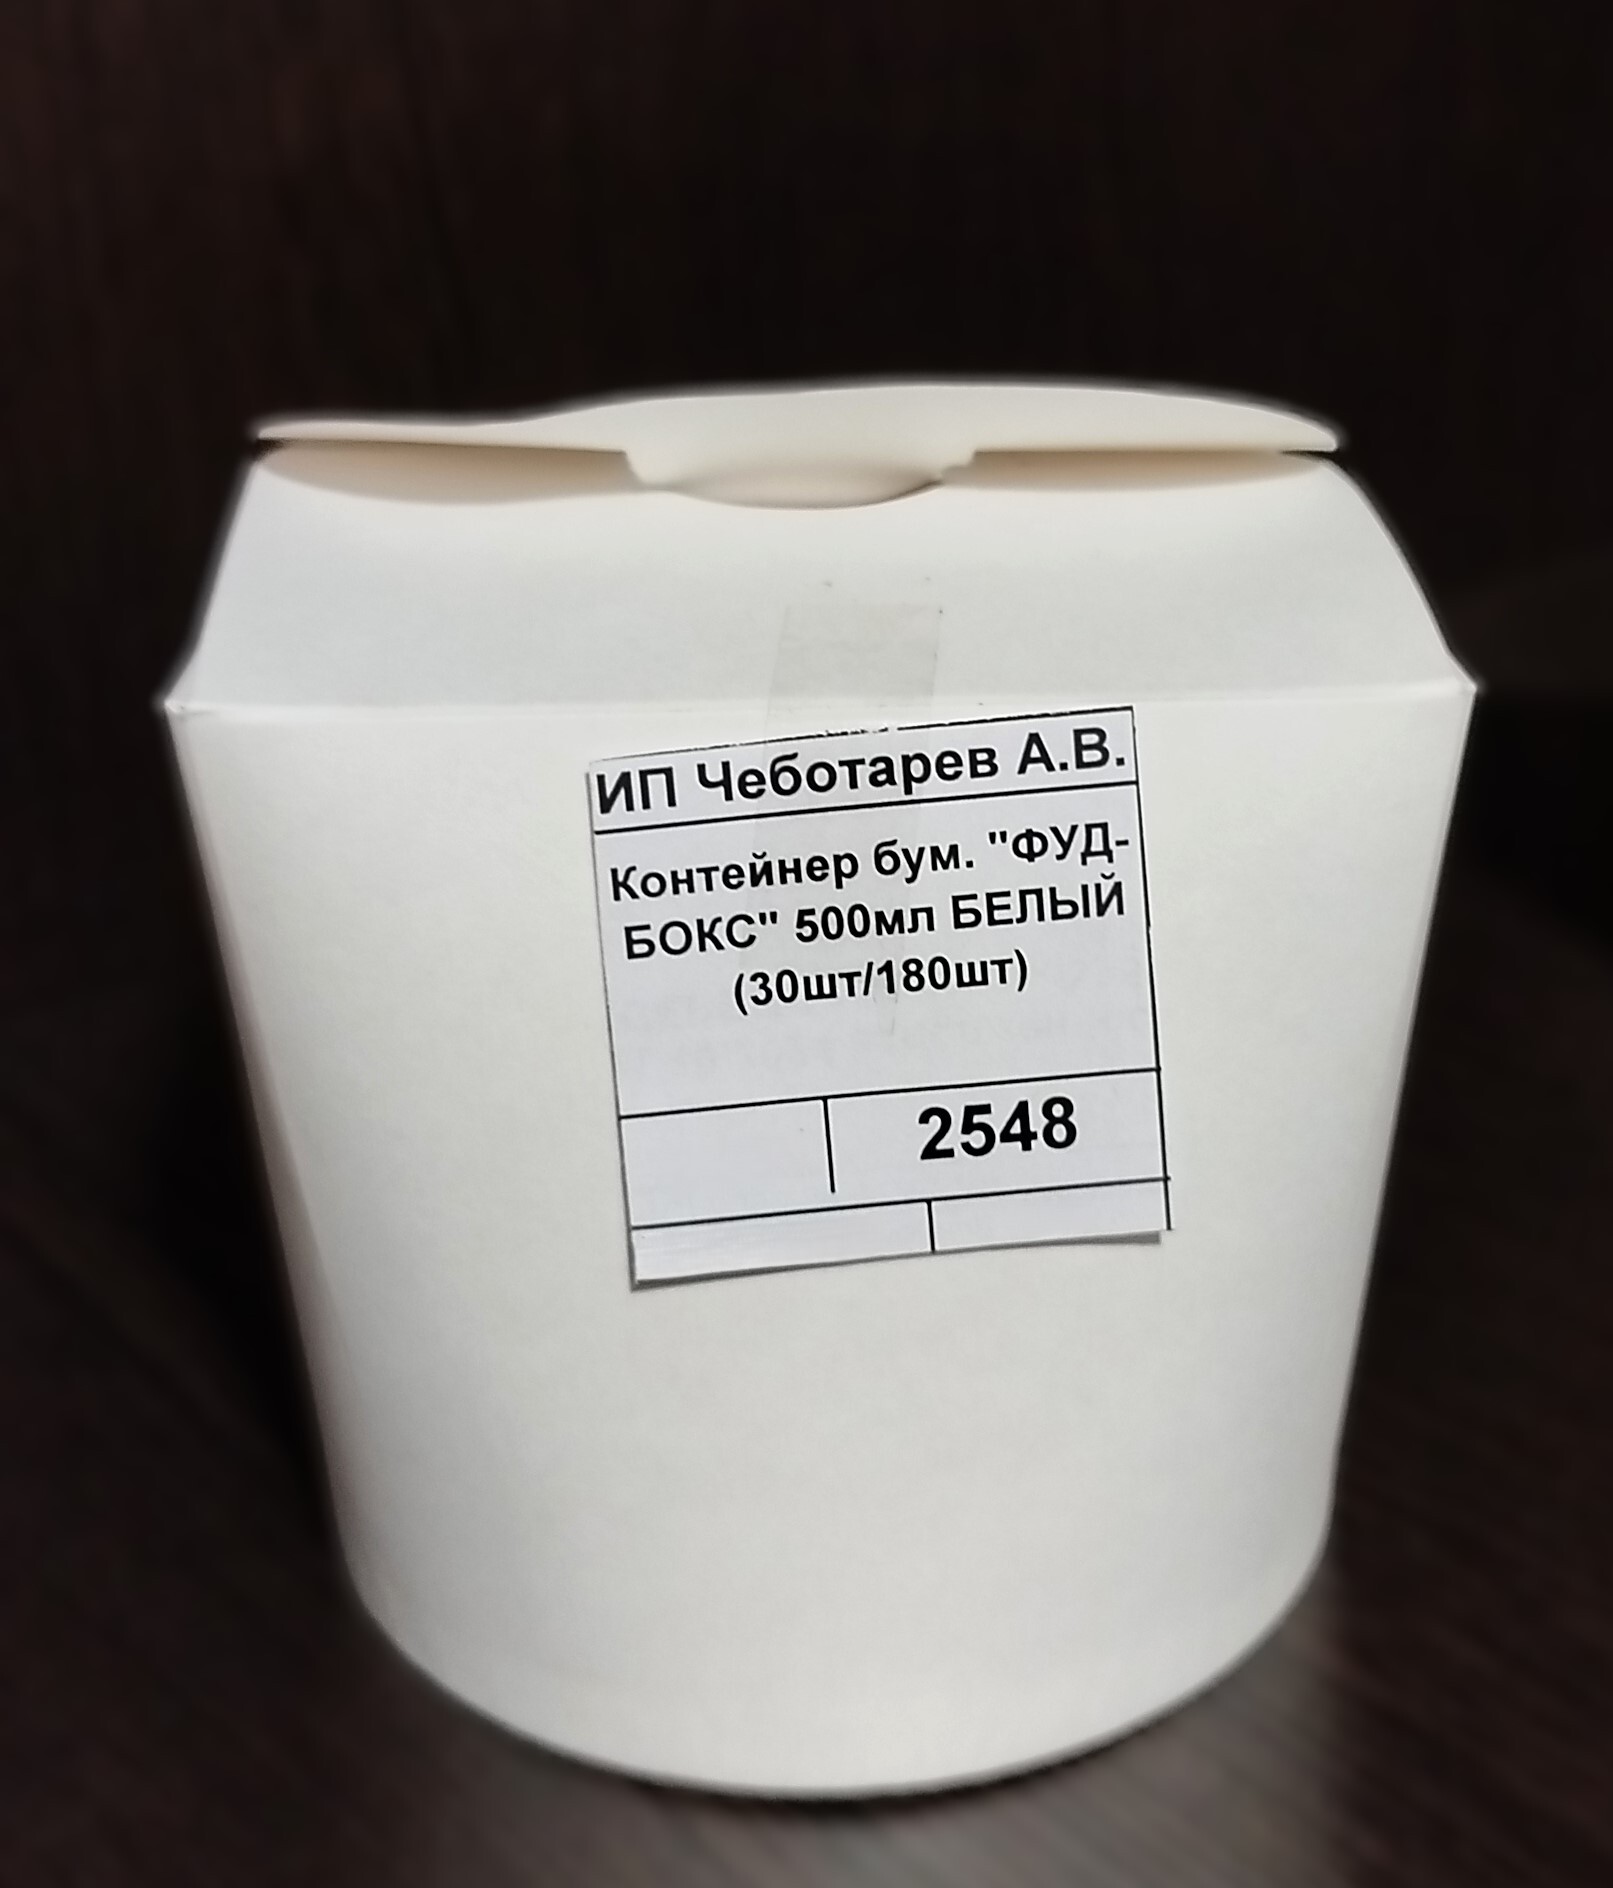 ИП Чеботарев А.В.
Контейнер бум. "ФУД-
БОКС" 500мл БЕЛЫЙ
(30шт/180шт)
2548